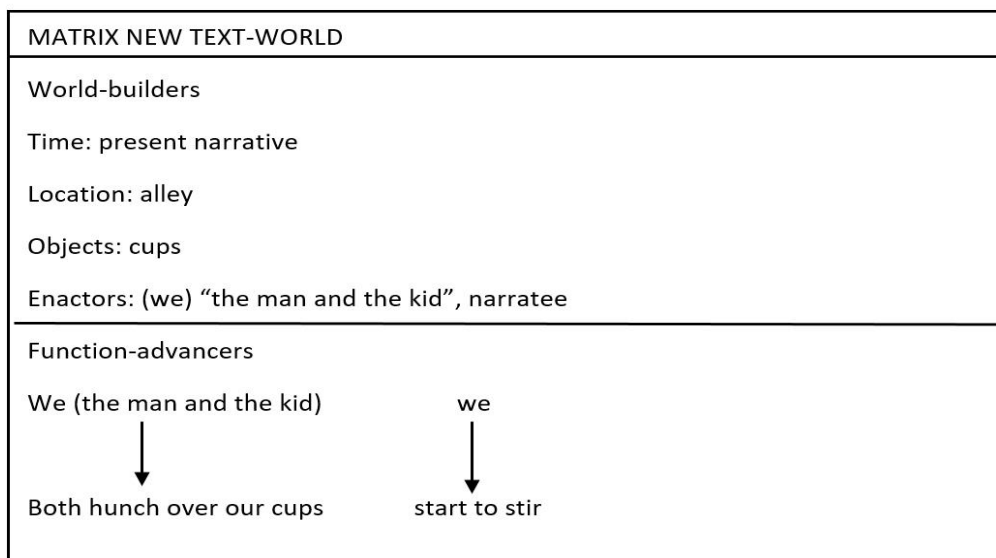 MATRIX NEW TEXT-WORLD
World-builders
Time: present narrative
Location: alley
Objects: cups
Enactors: (we) “the man and the kid”, narratee
Function-advancers
We (the man and the kid) we
Both hunch over our cups start to stir